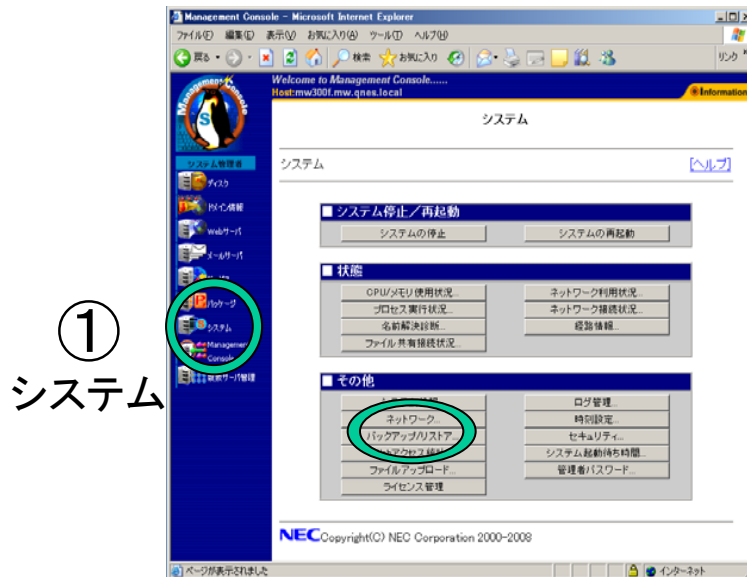 Management Console - Microsoft Internet Explorer
ファイル(F) 編集(E) 表示(V) お気に入り(A) ツール(T) ヘルプ(H)
戻る 検索 お気に入り リンク
Welcome to Management Console......
Host:mw300f.mw.qnes.local
Information
システム
システム管理者
システム [ヘルプ]
ディスク
ドメイン情報
Webサーバ
メールサーバ
パッケージ
システム
Management
Console
■ システム停止／再起動
システムの停止 システムの再起動
■ 状態
CPU/メモリ使用状況... ネットワーク利用状況...
プロセス実行状況... ネットワーク接続状況...
名前解決診断... 経路情報...
ファイル共有接続状況...
■ その他
ログ管理...
ネットワーク... 時刻設定...
バックアップ/リストア... セキュリティ...
システム起動待ち時間...
ファイルアップロード... 管理者パスワード...
ライセンス管理
①
システム
NEC Copyright(C) NEC Corporation 2000-2008
ページが表示されました インターネット